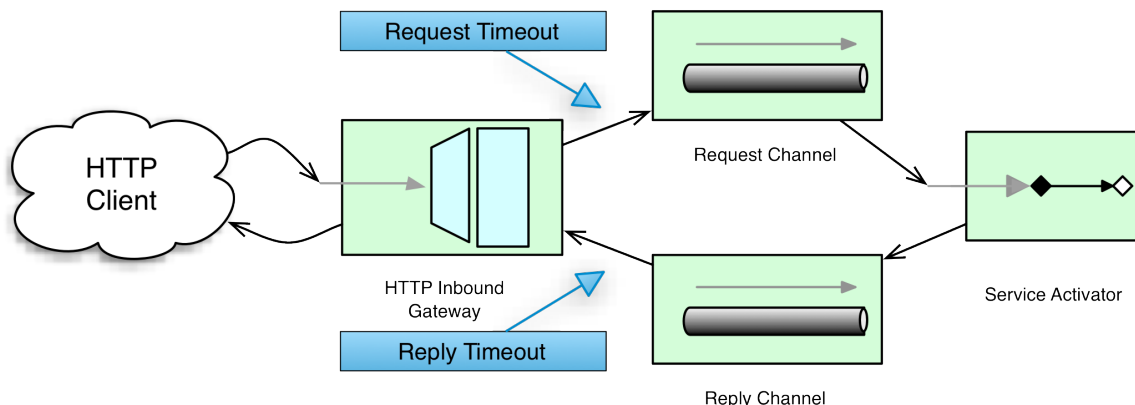 Request Timeout
HTTP
Client
Request Channel
HTTP Inbound
Gateway
Service Activator
Reply Timeout
Reply Channel